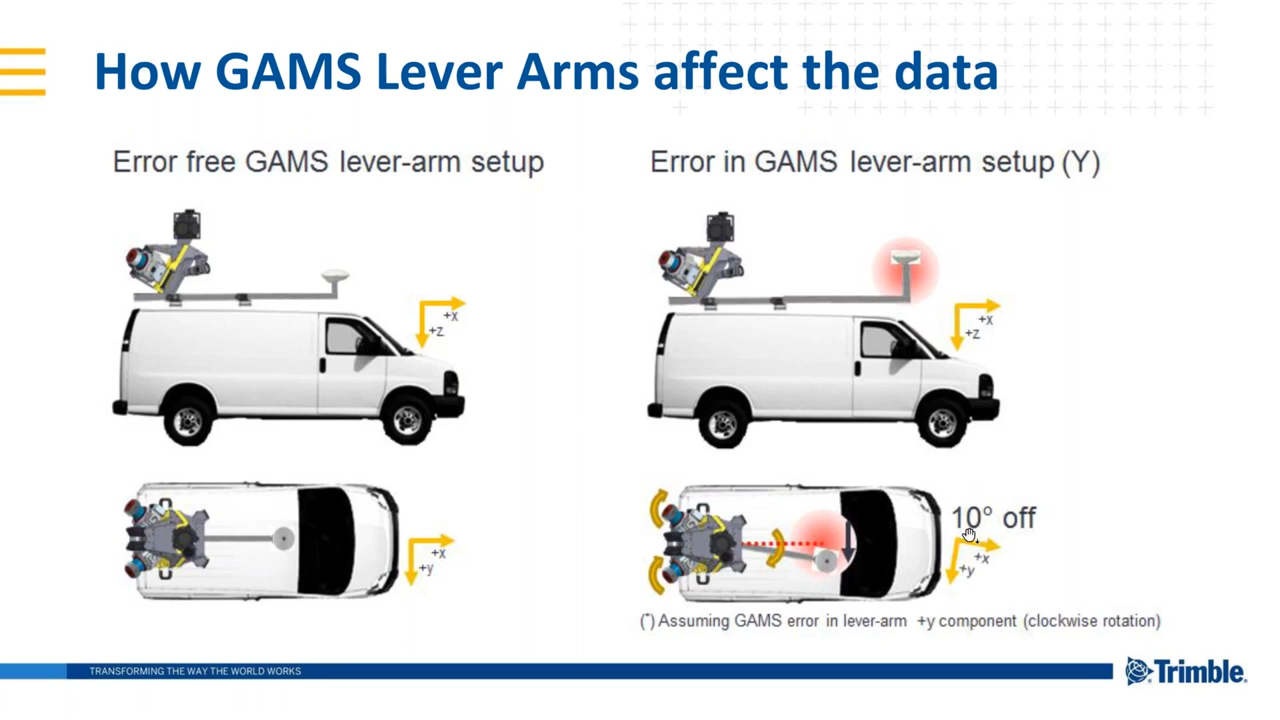 How GAMS Lever Arms affect the data
Error free GAMS lever-arm setup
Error in GAMS lever-arm setup (Y)
+x
+z
+x
+z
+x
+y
10° off
+x
+y
(*) Assuming GAMS error in lever-arm +y component (clockwise rotation)
TRANSFORMING THE WAY THE WORLD WORKS
Trimble.